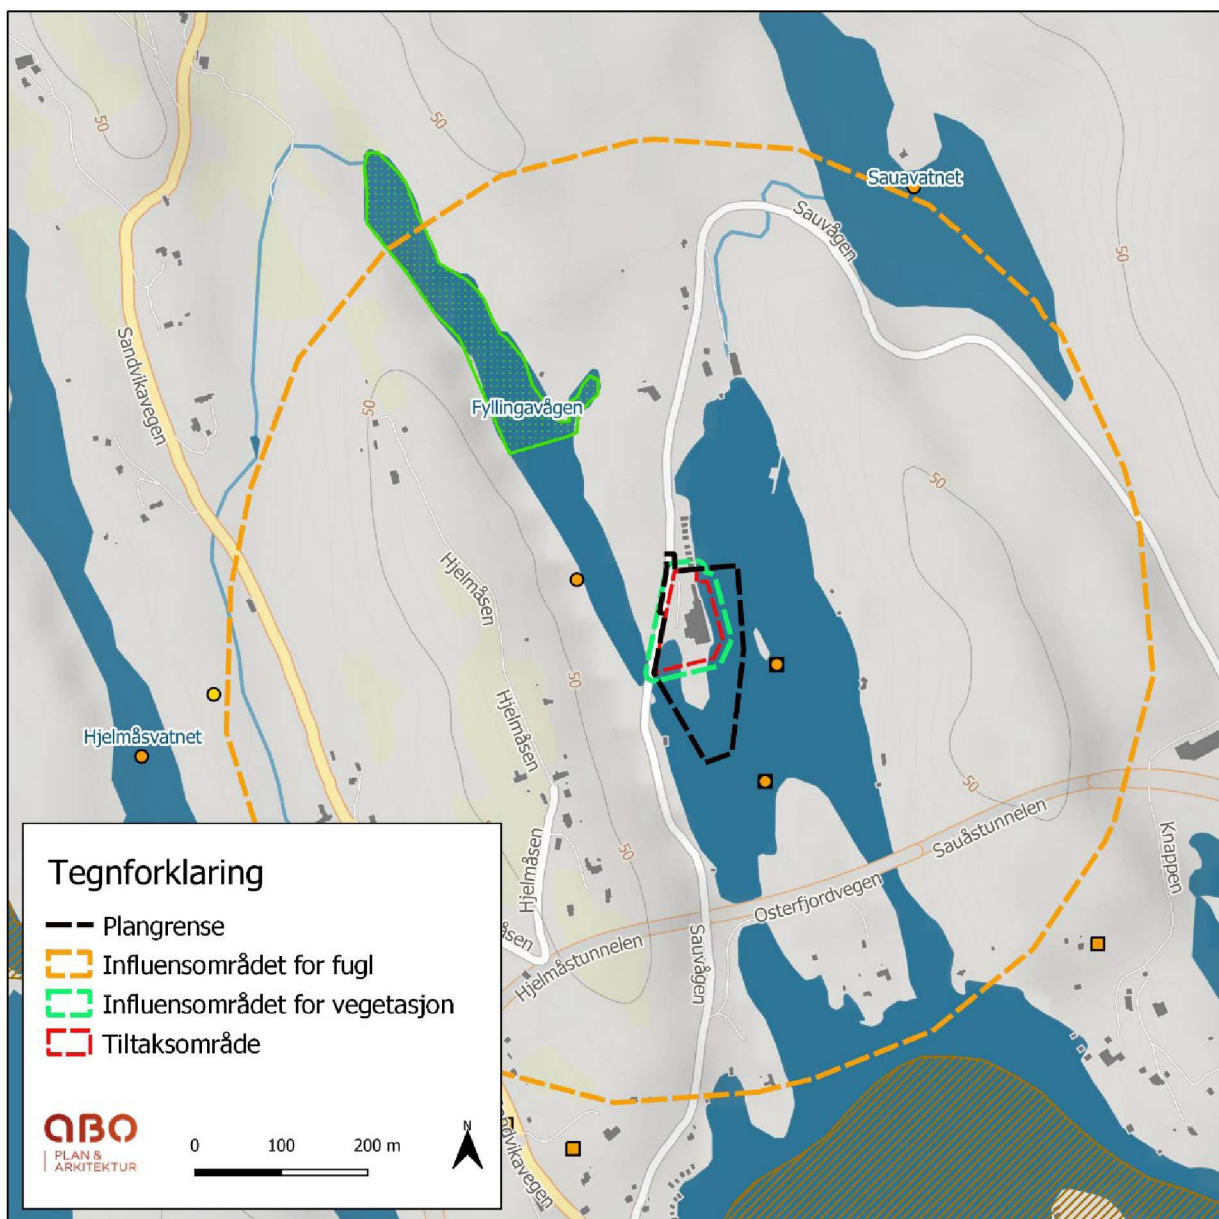 50
50
Sauavatnet
Sauvågen
50
Sandvikavegen
50
Fyllingavågen
50
Hjelmåsen
50
Hjelmåsen
Hjelmåsvatnet
50
50
Sauåstunnelen
Knappen
Hjelmåsen
Osterfjordvegen
Hjelmåstunnelen
Sauvågen
Tegnforklaring
Plangrense
Influensområdet for fugl
Influensområdet for vegetasjon
Tiltaksområde
ABO
PLAN &
ARKITEKTUR
0 100 200 m
N